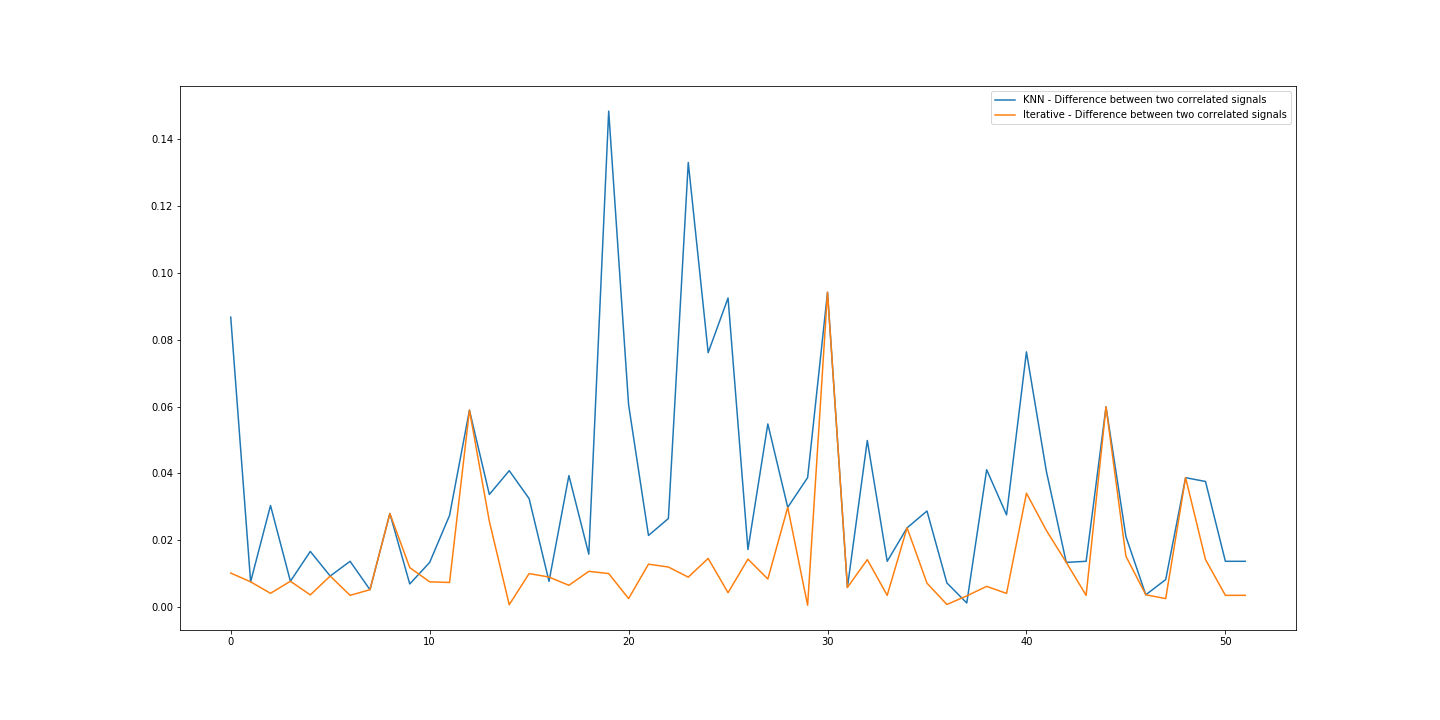 KNN - Difference between two correlated signals
Iterative - Difference between two correlated signals
0.14
0.12
0.10
0.08
0.06
0.04
0.02
0.00
0 10 20 30 40 50